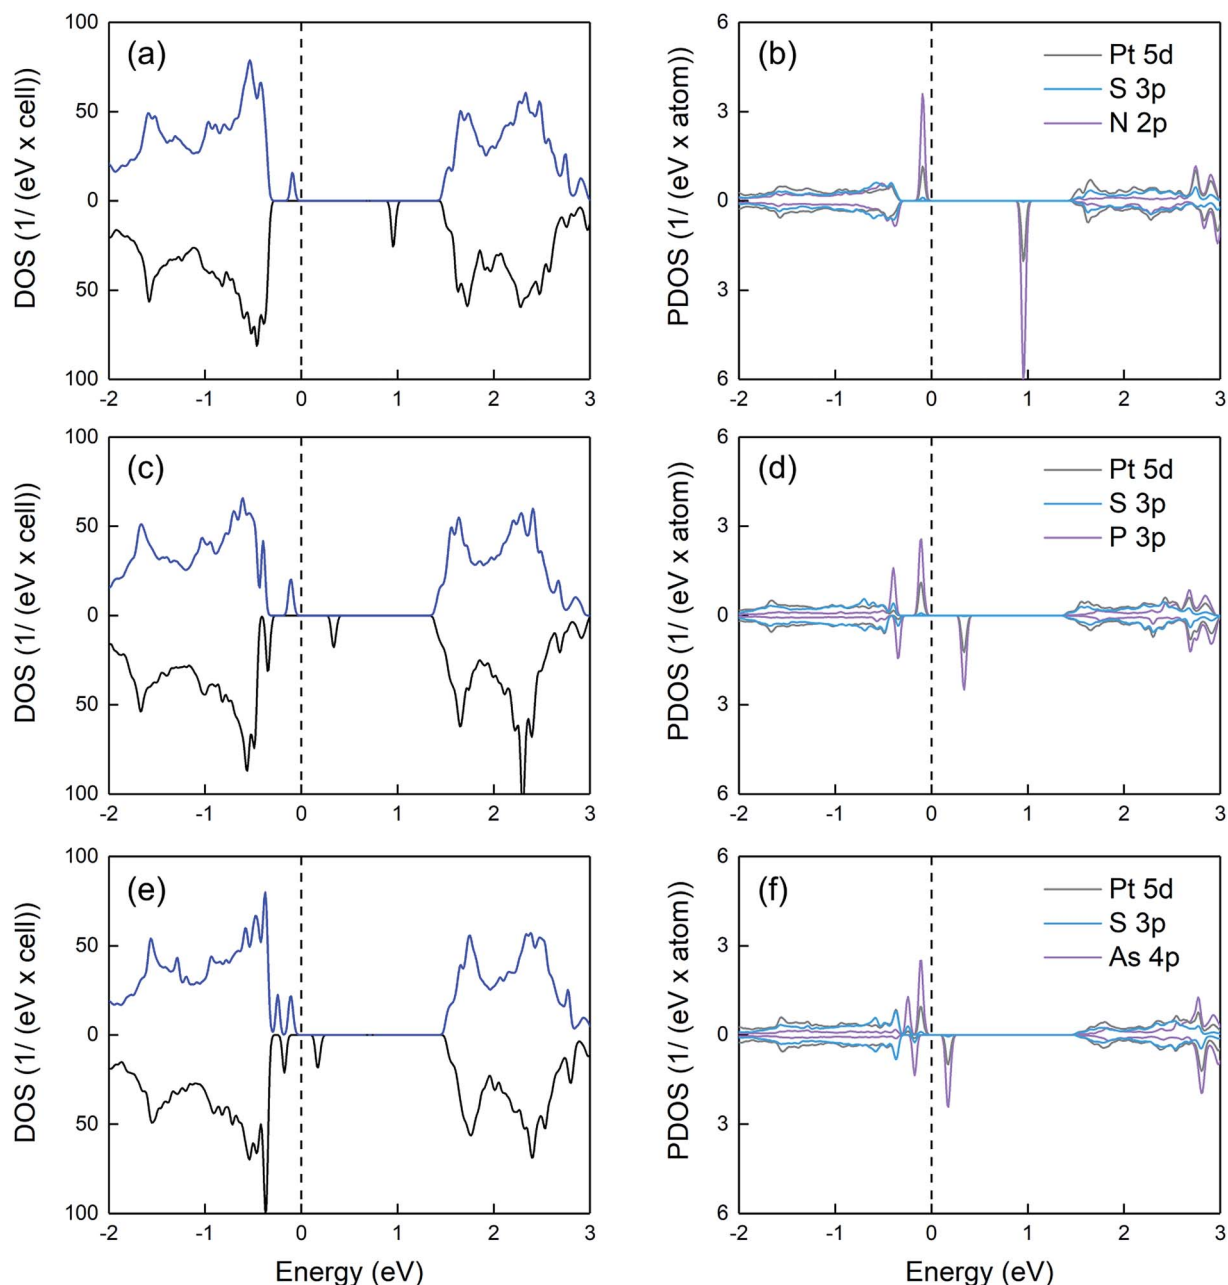 100
50
0
50
100
DOS (1/ (eV x cell))
(a)
-2
-1
0
1
2
3
6
3
0
3
6
PDOS (1/ (eV x atom))
(b)
Pt 5d
S 3p
N 2p
-2
-1
0
1
2
3
100
50
0
50
100
DOS (1/ (eV x cell))
(c)
-2
-1
0
1
2
3
6
3
0
3
6
PDOS (1/ (eV x atom))
(d)
Pt 5d
S 3p
P 3p
-2
-1
0
1
2
3
100
50
0
50
100
DOS (1/ (eV x cell))
(e)
-2
-1
0
1
2
3
Energy (eV)
6
3
0
3
6
PDOS (1/ (eV x atom))
(f)
Pt 5d
S 3p
As 4p
-2
-1
0
1
2
3
Energy (eV)